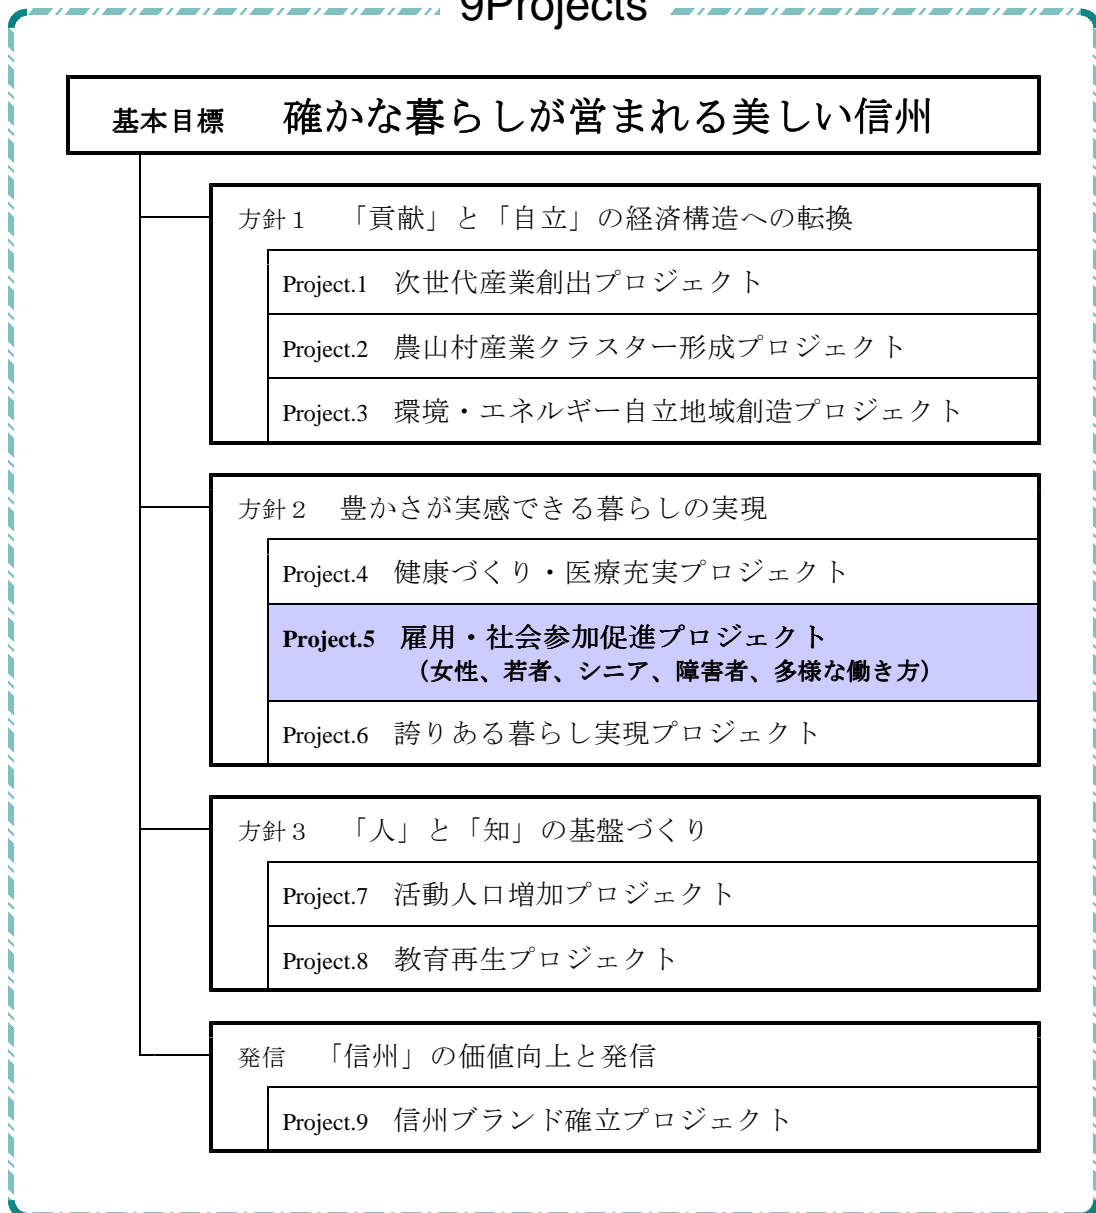 9Projects
基本目標　確かな暮らしが営まれる美しい信州
方針１　「貢献」と「自立」の経済構造への転換
Project.1　次世代産業創出プロジェクト
Project.2　農山村産業クラスター形成プロジェクト
Project.3　環境・エネルギー自立地域創造プロジェクト
方針２　豊かさが実感できる暮らしの実現
Project.4　健康づくり・医療充実プロジェクト
Project.5　雇用・社会参加促進プロジェクト
（女性、若者、シニア、障害者、多様な働き方）
Project.6　誇りある暮らし実現プロジェクト
方針３　「人」と「知」の基盤づくり
Project.7　活動人口増加プロジェクト
Project.8　教育再生プロジェクト
発信　「信州」の価値向上と発信
Project.9　信州ブランド確立プロジェクト